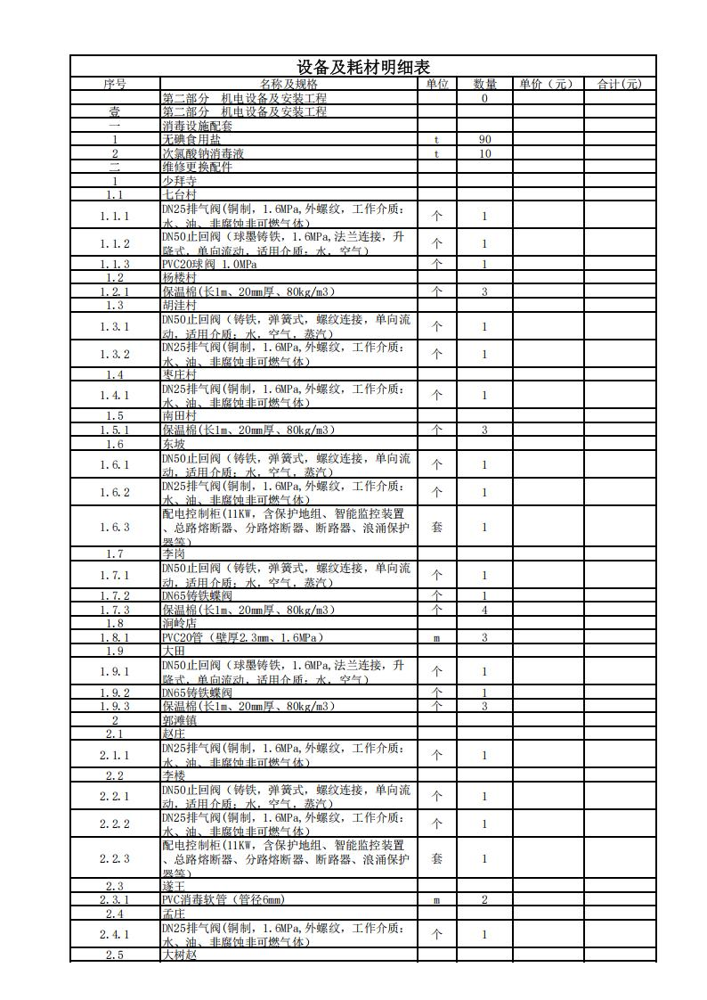 设备及耗材明细表
序号 名称及规格 单位 数量 单价（元） 合计(元)
第二部分 机电设备及安装工程 0
壹 第二部分 机电设备及安装工程
一 消毒设施配套
1 无碘食用盐 t 90
2 次氯酸钠消毒液 t 10
二 维修更换配件
1 少拜寺
1.1 七台村
1.1.1 DN25排气阀(铜制，1.6MPa,外螺纹，工作介质：
水、油、非腐蚀非可燃气体) 个 1
1.1.2 DN50止回阀（球墨铸铁，1.6MPa,法兰连接，升
降式，单向流动，适用介质：水，空气） 个 1
1.1.3 PVC20球阀 1.0MPa 个 1
1.2 杨楼村
1.2.1 保温棉(长1m、20mm厚、80kg/m3) 个 3
1.3 胡洼村
1.3.1 DN50止回阀（铸铁，弹簧式，螺纹连接，单向流
动，适用介质：水，空气，蒸汽） 个 1
1.3.2 DN25排气阀(铜制，1.6MPa,外螺纹，工作介质：
水、油、非腐蚀非可燃气体) 个 1
1.4 枣庄村
1.4.1 DN25排气阀(铜制，1.6MPa,外螺纹，工作介质：
水、油、非腐蚀非可燃气体) 个 1
1.5 南田村
1.5.1 保温棉(长1m、20mm厚、80kg/m3) 个 3
1.6 东坡
1.6.1 DN50止回阀（铸铁，弹簧式，螺纹连接，单向流
动，适用介质：水，空气，蒸汽） 个 1
1.6.2 DN25排气阀(铜制，1.6MPa,外螺纹，工作介质：
水、油、非腐蚀非可燃气体) 个 1
1.6.3 配电控制柜(11KW，含保护地组、智能监控装置
、总路熔断器、分路熔断器、断路器、浪涌保护
器等) 套 1
1.7 李岗
1.7.1 DN50止回阀（铸铁，弹簧式，螺纹连接，单向流
动，适用介质：水，空气，蒸汽） 个 1
1.7.2 DN65铸铁蝶阀 个 1
1.7.3 保温棉(长1m、20mm厚、80kg/m3) 个 4
1.8 涧岭店
1.8.1 PVC20管（壁厚2.3mm、1.6MPa） m 3
1.9 大田
1.9.1 DN50止回阀（球墨铸铁，1.6MPa,法兰连接，升
降式，单向流动，适用介质：水，空气） 个 1
1.9.2 DN65铸铁蝶阀 个 1
1.9.3 保温棉(长1m、20mm厚、80kg/m3) 个 3
2 郭滩镇
2.1 赵庄
2.1.1 DN25排气阀(铜制，1.6MPa,外螺纹，工作介质：
水、油、非腐蚀非可燃气体) 个 1
2.2 李楼
2.2.1 DN50止回阀（铸铁，弹簧式，螺纹连接，单向流
动，适用介质：水，空气，蒸汽） 个 1
2.2.2 DN25排气阀(铜制，1.6MPa,外螺纹，工作介质：
水、油、非腐蚀非可燃气体) 个 1
2.2.3 配电控制柜(11KW，含保护地组、智能监控装置
、总路熔断器、分路熔断器、断路器、浪涌保护
器等) 套 1
2.3 遂王
2.3.1 PVC消毒软管（管径6mm) m 2
2.4 孟庄
2.4.1 DN25排气阀(铜制，1.6MPa,外螺纹，工作介质：
水、油、非腐蚀非可燃气体) 个 1
2.5 大树赵